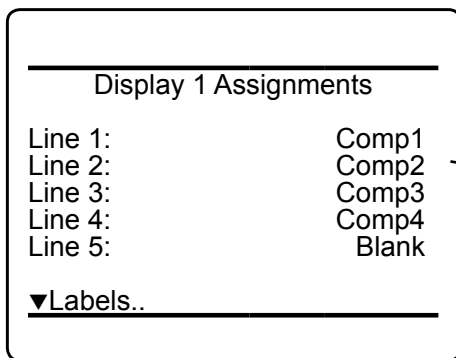 Display 1 Assignments
Line 1: Comp1
Line 2: Comp2
Line 3: Comp3
Line 4: Comp4
Line 5: Blank
▼Labels..